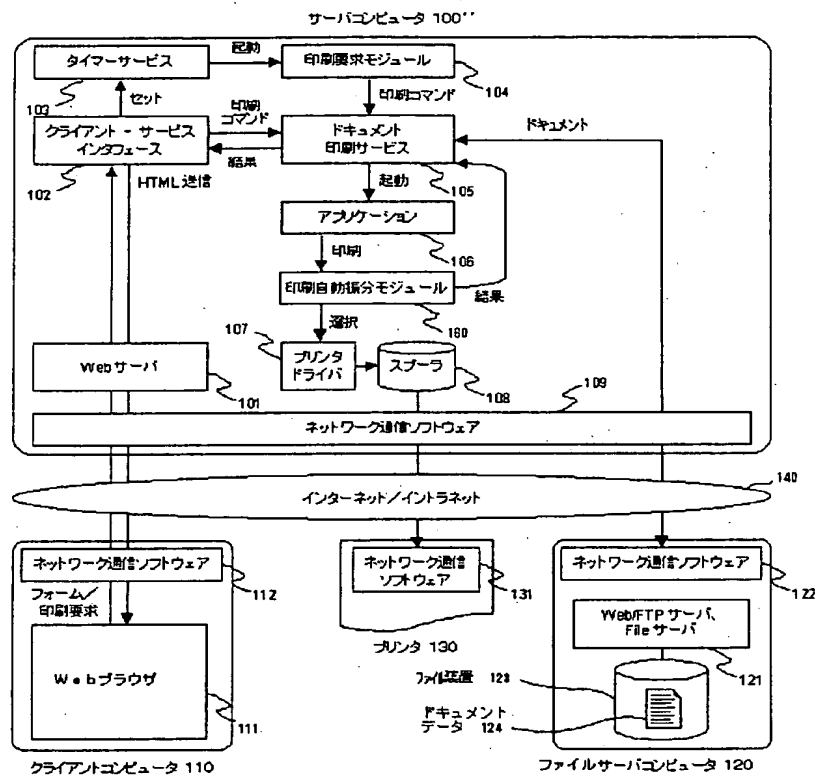 サーバコンピュータ 100''
タイマーサービス
起動
印刷要求モジュール
103
セット
104
印刷
コマンド
印刷コマンド
クライアント - サービス
インタフェース
ドキュメント
印刷サービス
ドキュメント
結果
102
HTML送信
起動
105
アプリケーション
印刷
106
印刷自動振分モジュール
結果
160
選択
107
プリンタ
ドライバ
スプーラ
108
Webサーバ
101
109
ネットワーク通信ソフトウェア
インターネット/イントラネット
140
ネットワーク通信ソフトウェア
112
フォーム/
印刷要求
Webブラウザ
111
クライアントコンピュータ 110
ネットワーク通信
ソフトウェア
131
プリンタ 130
ネットワーク通信ソフトウェア
122
Web/FTPサーバ、
Fileサーバ
121
ファイル装置 123
ドキュメント
データ 124
ファイルサーバコンピュータ 120